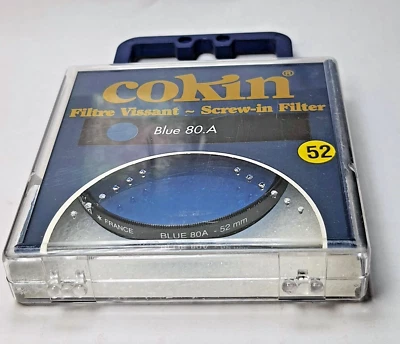 cokin®
Filtre Vissant ~ Screw-in Filter
Blue 80.A
52
★ FRANCE BLUE 80A - 52 mm